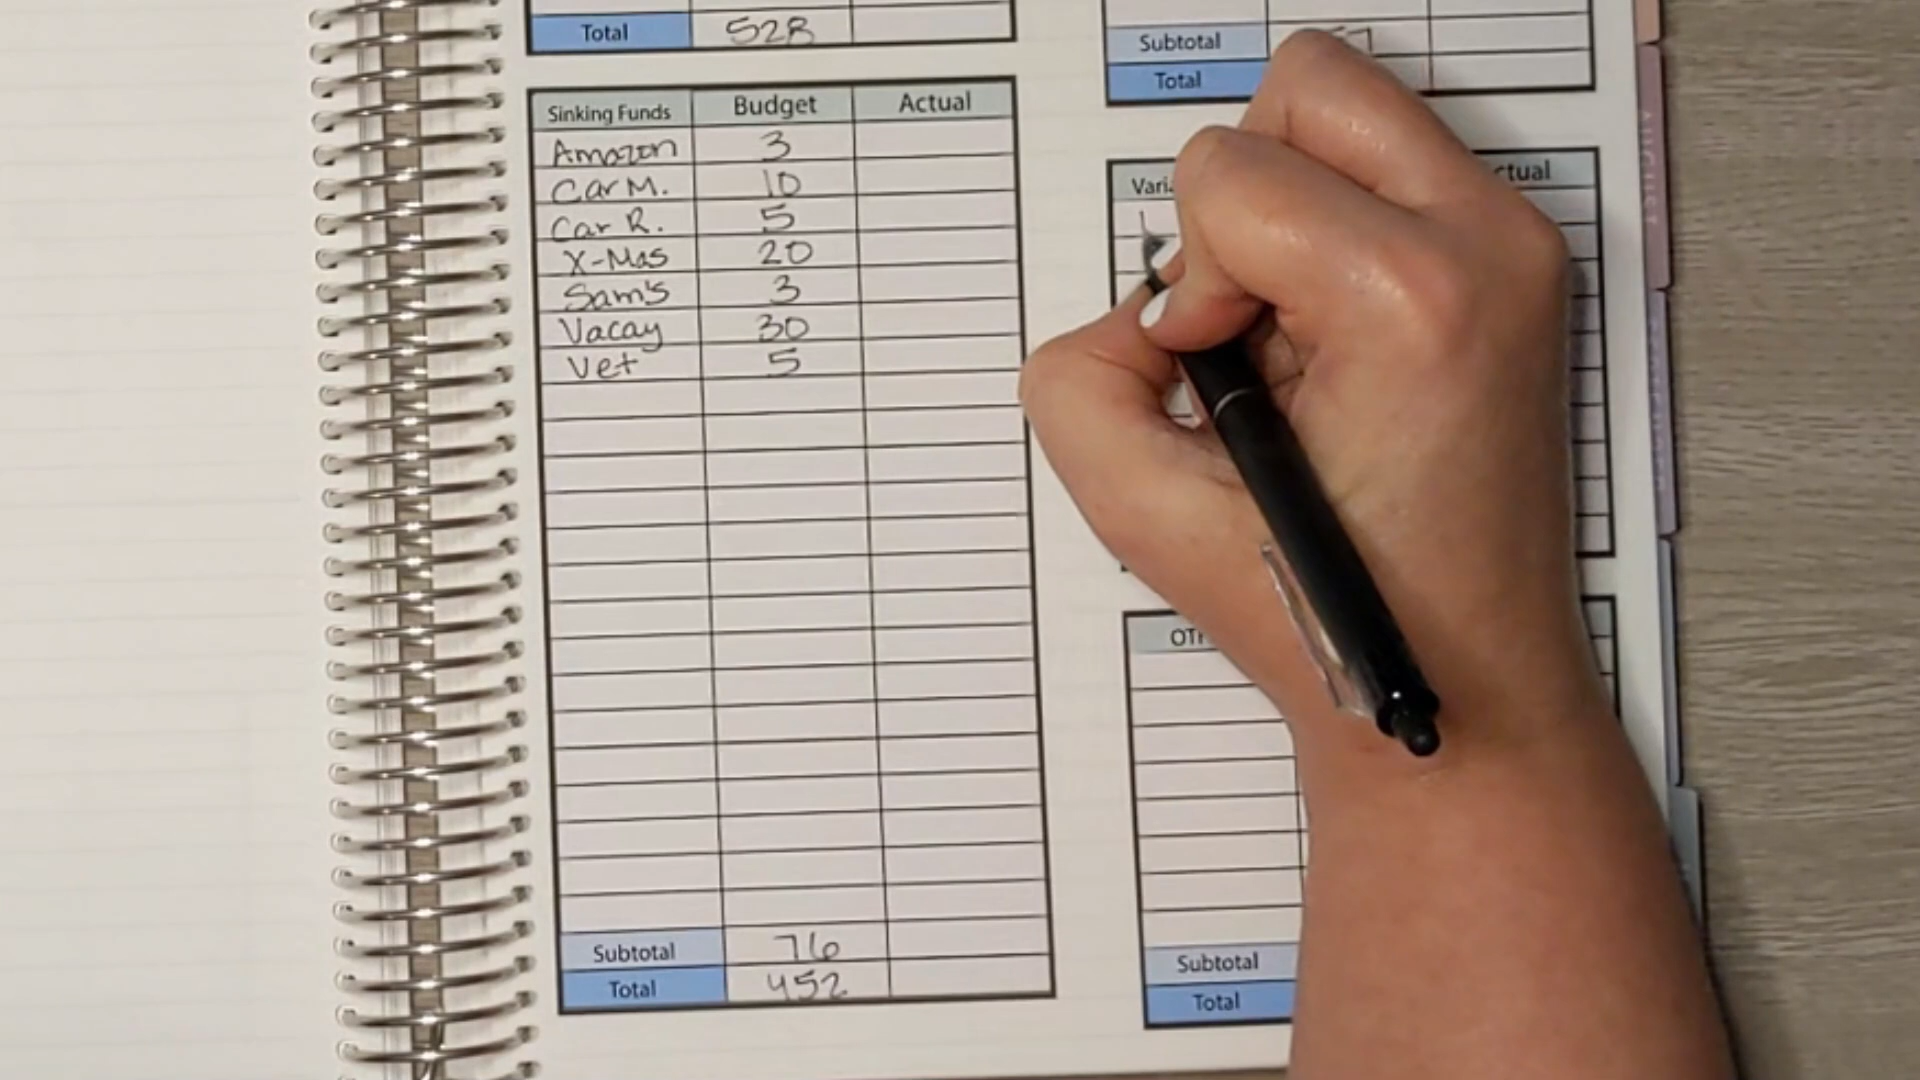 Total 528
Sinking Funds Budget Actual
Amazon 3
Car M. 10
Car R. 5
X-Mas 20
Sam's 3
Vacay 30
Vet 5
Subtotal 76
Total 452
Subtotal
Total
Subtotal
Total